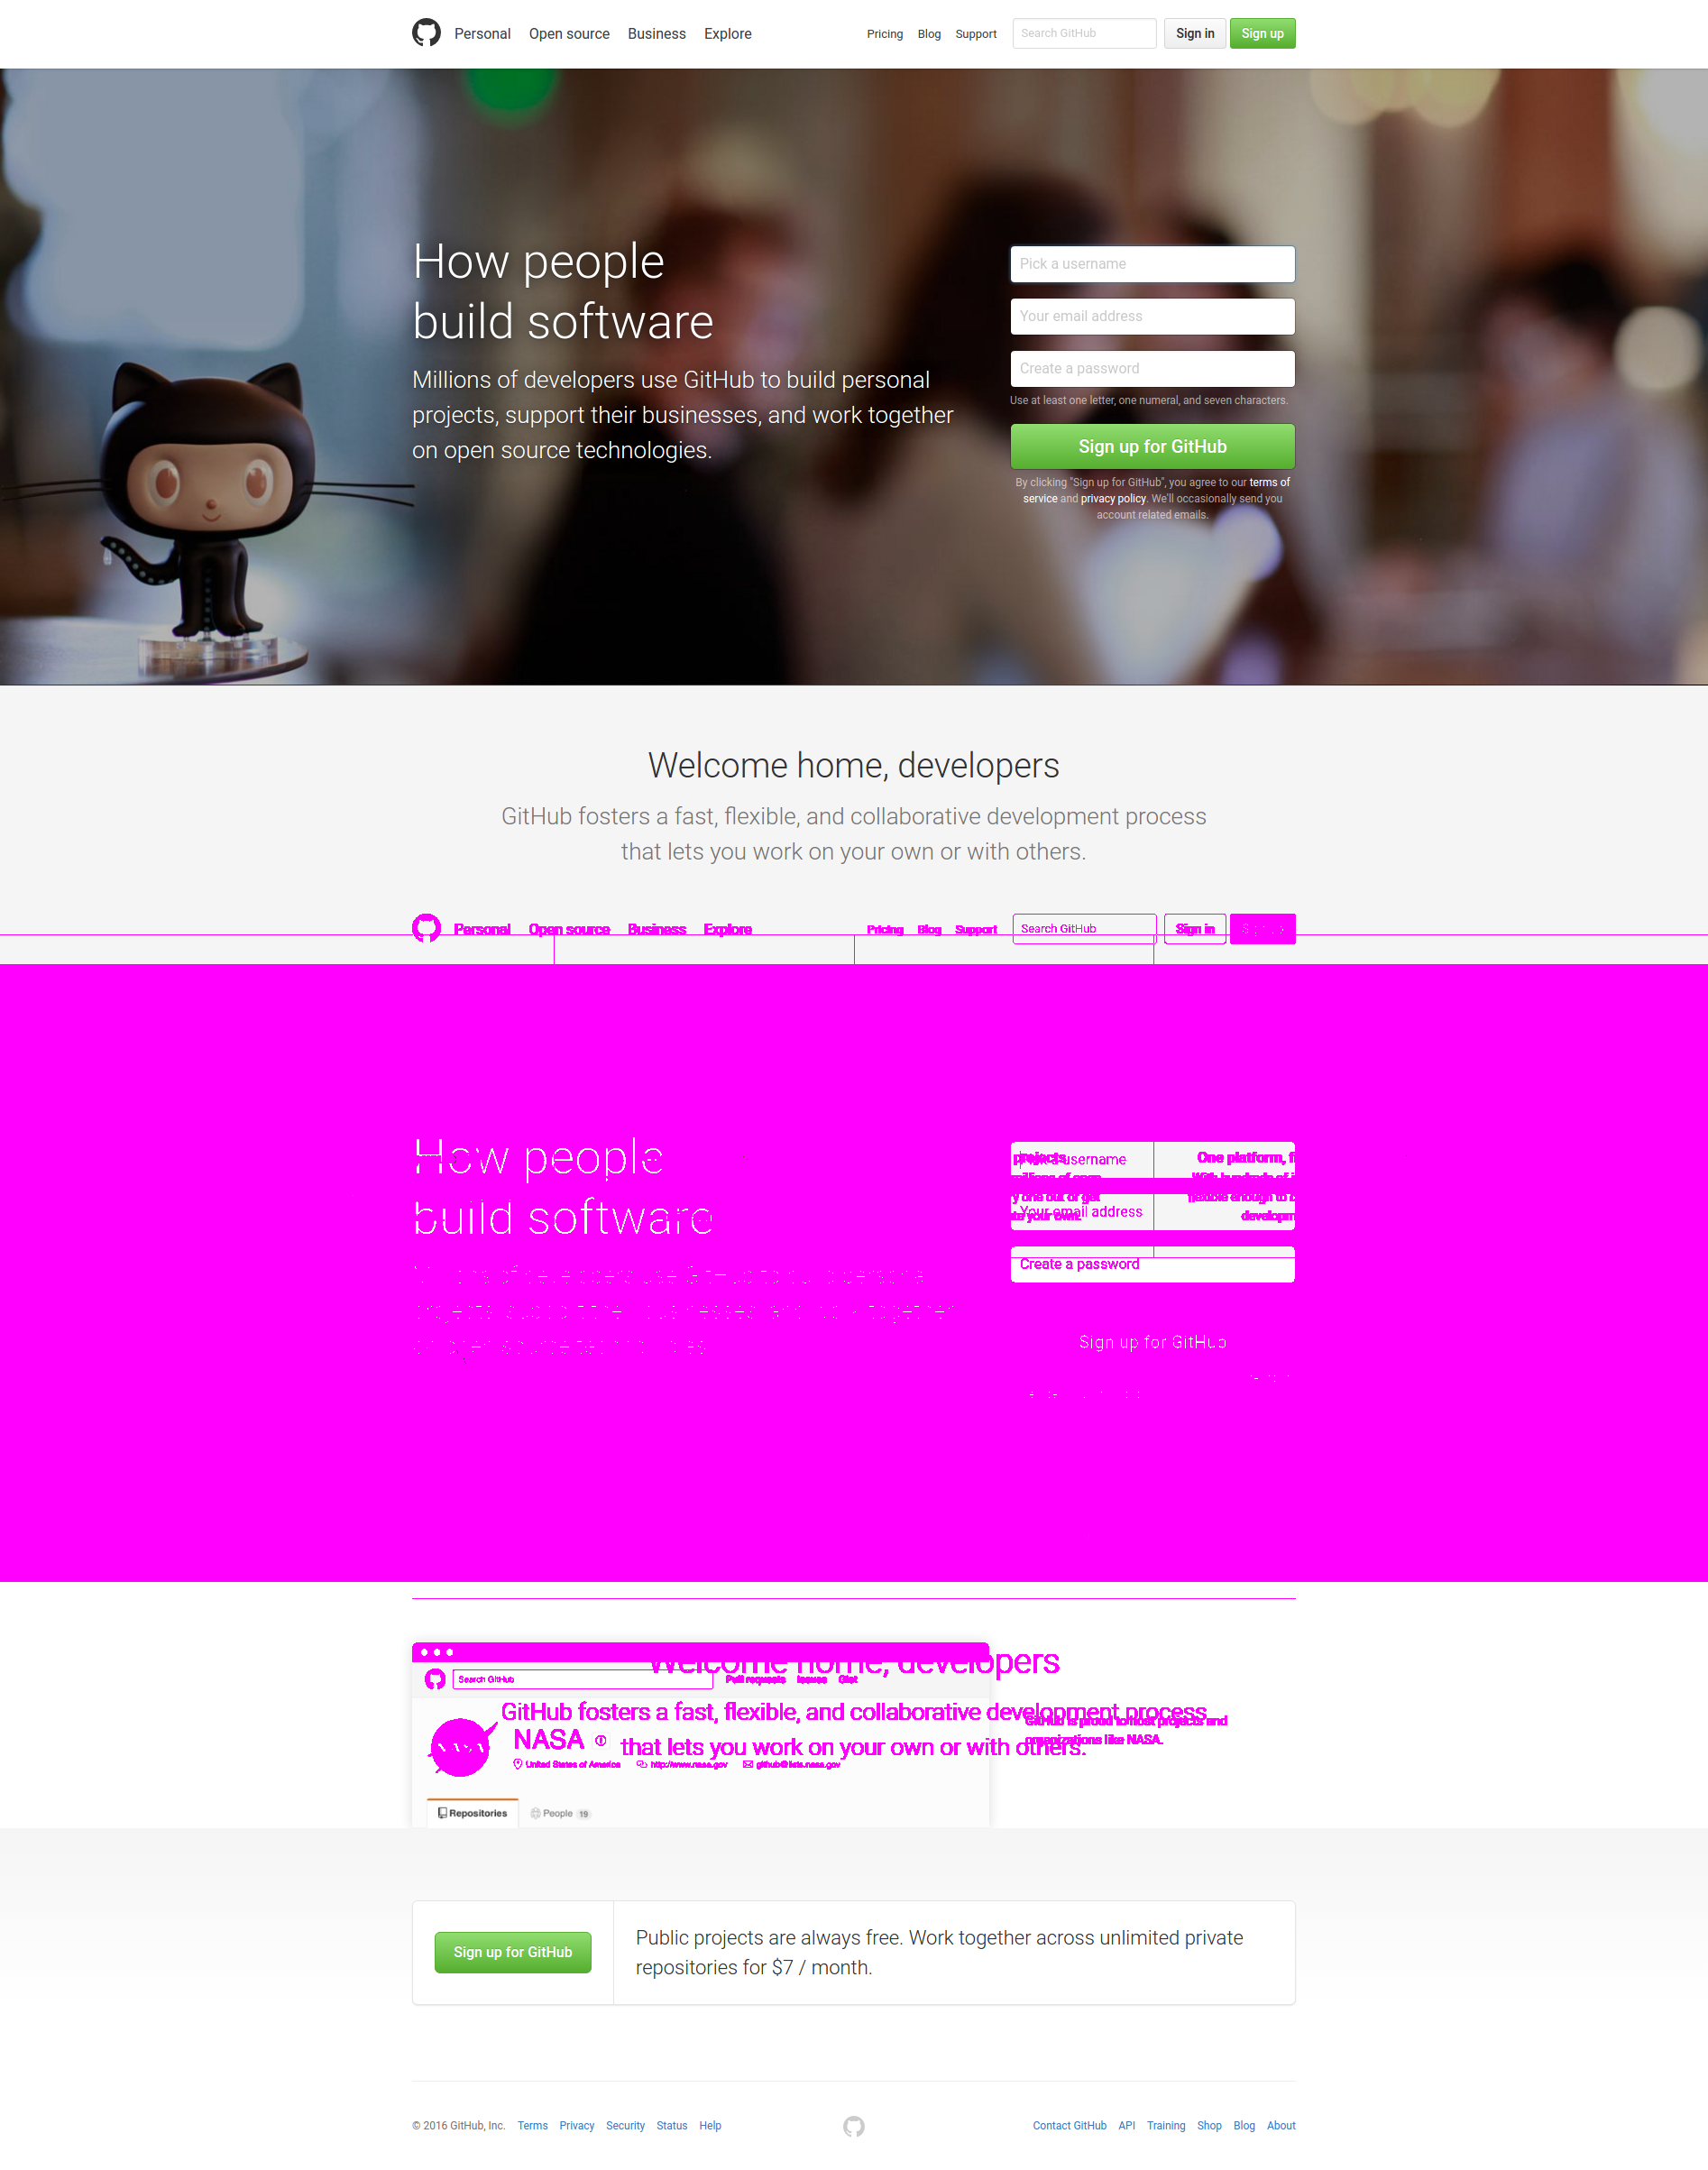 Personal Open source Business Explore Pricing Blog Support Search GitHub Sign in Sign up
How people
build software
Millions of developers use GitHub to build personal
projects, support their businesses, and work together
on open source technologies.
Pick a username
Your email address
Create a password
Use at least one letter, one numeral, and seven characters.
Sign up for GitHub
By clicking "Sign up for GitHub", you agree to our terms of
service and privacy policy. We'll occasionally send you
account related emails.
Welcome home, developers
GitHub fosters a fast, flexible, and collaborative development process
that lets you work on your own or with others.
Personal Open source Business Explore Pricing Blog Support Search GitHub Sign in
How people
build software
projects
username
One platform, f
y one out or get
flexible enough to
Your email address
your own.
developm
Create a password
Sign up for GitHub
Welcome home, developers
Search GitHub Pull requests Issues Gist
GitHub fosters a fast, flexible, and collaborative development process
GitHub is proud to host projects and
NASA
that lets you work on your own or with others.
organizations like NASA.
United States of America http://www.nasa.gov github@lists.nasa.gov
Repositories People 19
Sign up for GitHub
Public projects are always free. Work together across unlimited private
repositories for $7 / month.
© 2016 GitHub, Inc. Terms Privacy Security Status Help Contact GitHub API Training Shop Blog About